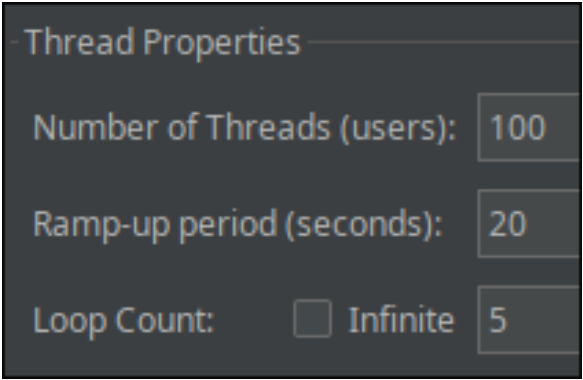 Thread Properties
Number of Threads (users): 100
Ramp-up period (seconds): 20
Loop Count: Infinite 5